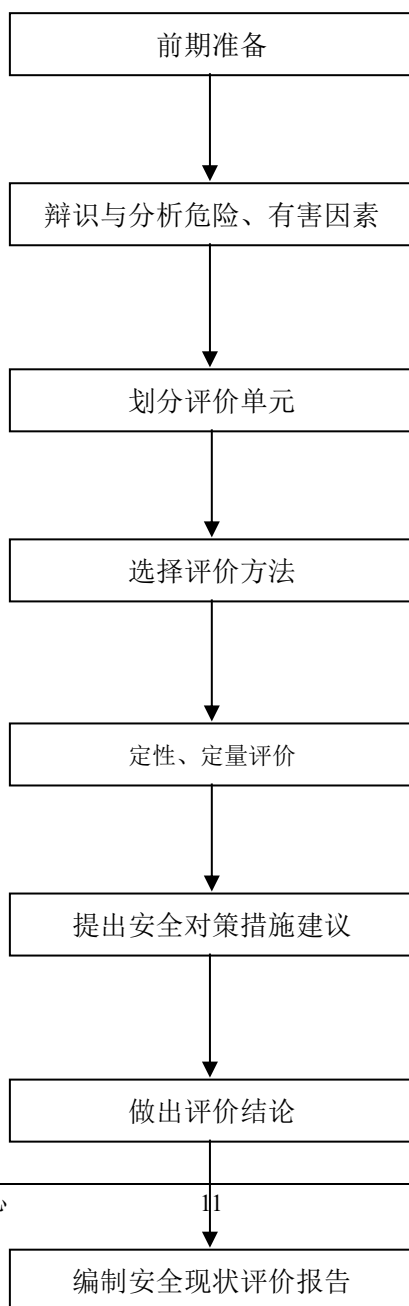 前期准备
辩识与分析危险、有害因素
划分评价单元
选择评价方法
定性、定量评价
提出安全对策措施建议
做出评价结论
11
编制安全现状评价报告